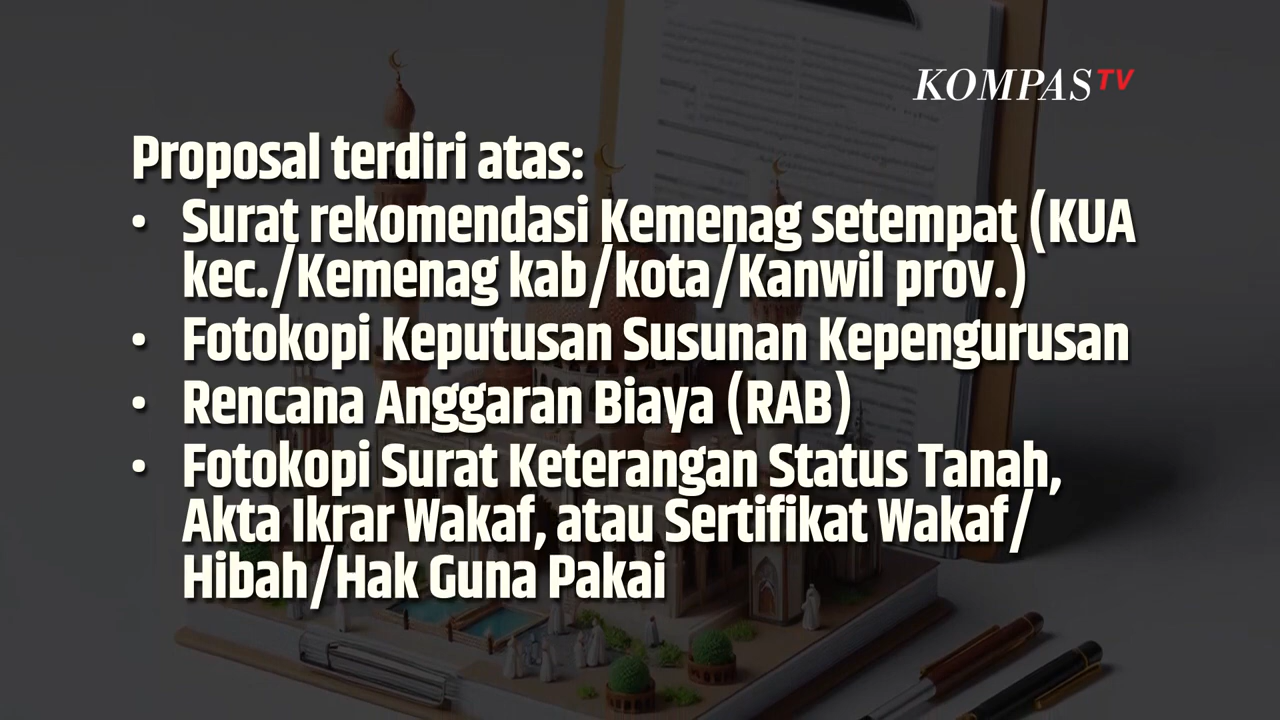 KOMPASTV
Proposal terdiri atas:
• Surat rekomendasi Kemenag setempat (KUA
kec./Kemenag kab/kota/Kanwil prov.)
• Fotokopi Keputusan Susunan Kepengurusan
• Rencana Anggaran Biaya (RAB)
• Fotokopi Surat Keterangan Status Tanah,
Akta Ikrar Wakaf, atau Sertifikat Wakaf/
Hibah/Hak Guna Pakai